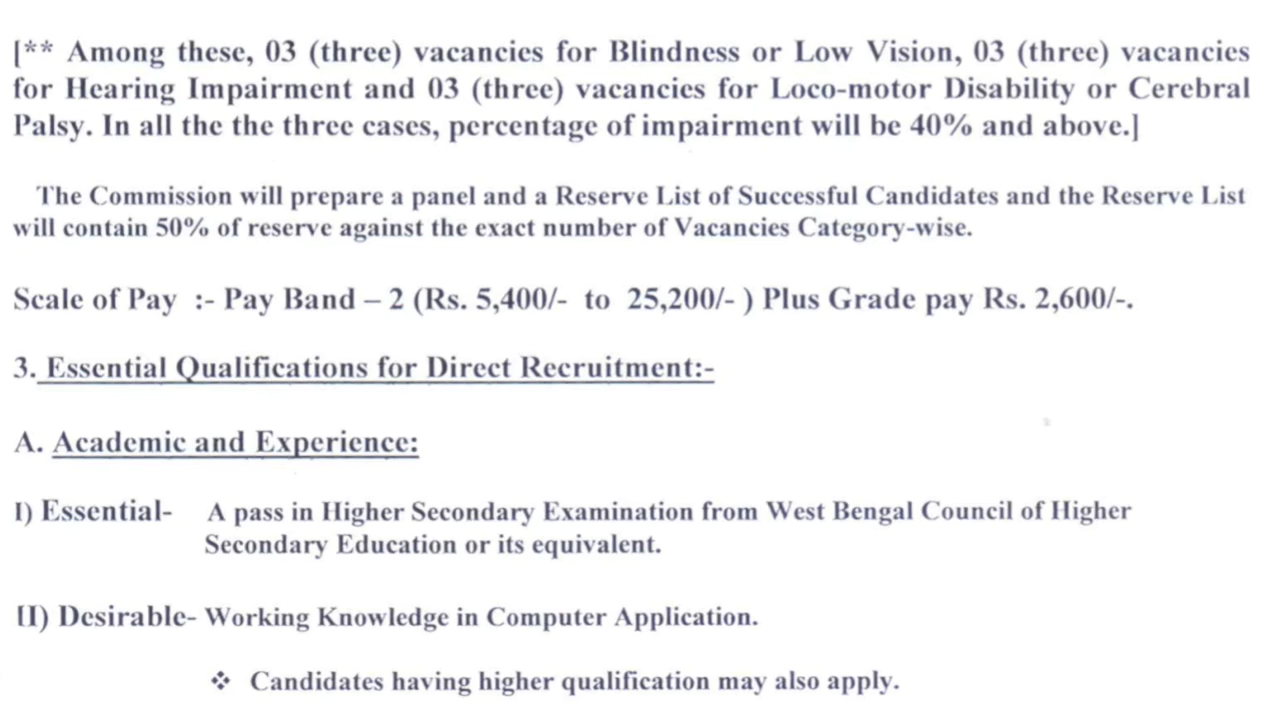 [** Among these, 03 (three) vacancies for Blindness or Low Vision, 03 (three) vacancies
for Hearing Impairment and 03 (three) vacancies for Loco-motor Disability or Cerebral
Palsy. In all the the three cases, percentage of impairment will be 40% and above.]
The Commission will prepare a panel and a Reserve List of Successful Candidates and the Reserve List
will contain 50% of reserve against the exact number of Vacancies Category-wise.
Scale of Pay :- Pay Band – 2 (Rs. 5,400/- to 25,200/- ) Plus Grade pay Rs. 2,600/-.
3. Essential Qualifications for Direct Recruitment:-
A. Academic and Experience:
I) Essential- A pass in Higher Secondary Examination from West Bengal Council of Higher
Secondary Education or its equivalent.
II) Desirable- Working Knowledge in Computer Application.
❖ Candidates having higher qualification may also apply.